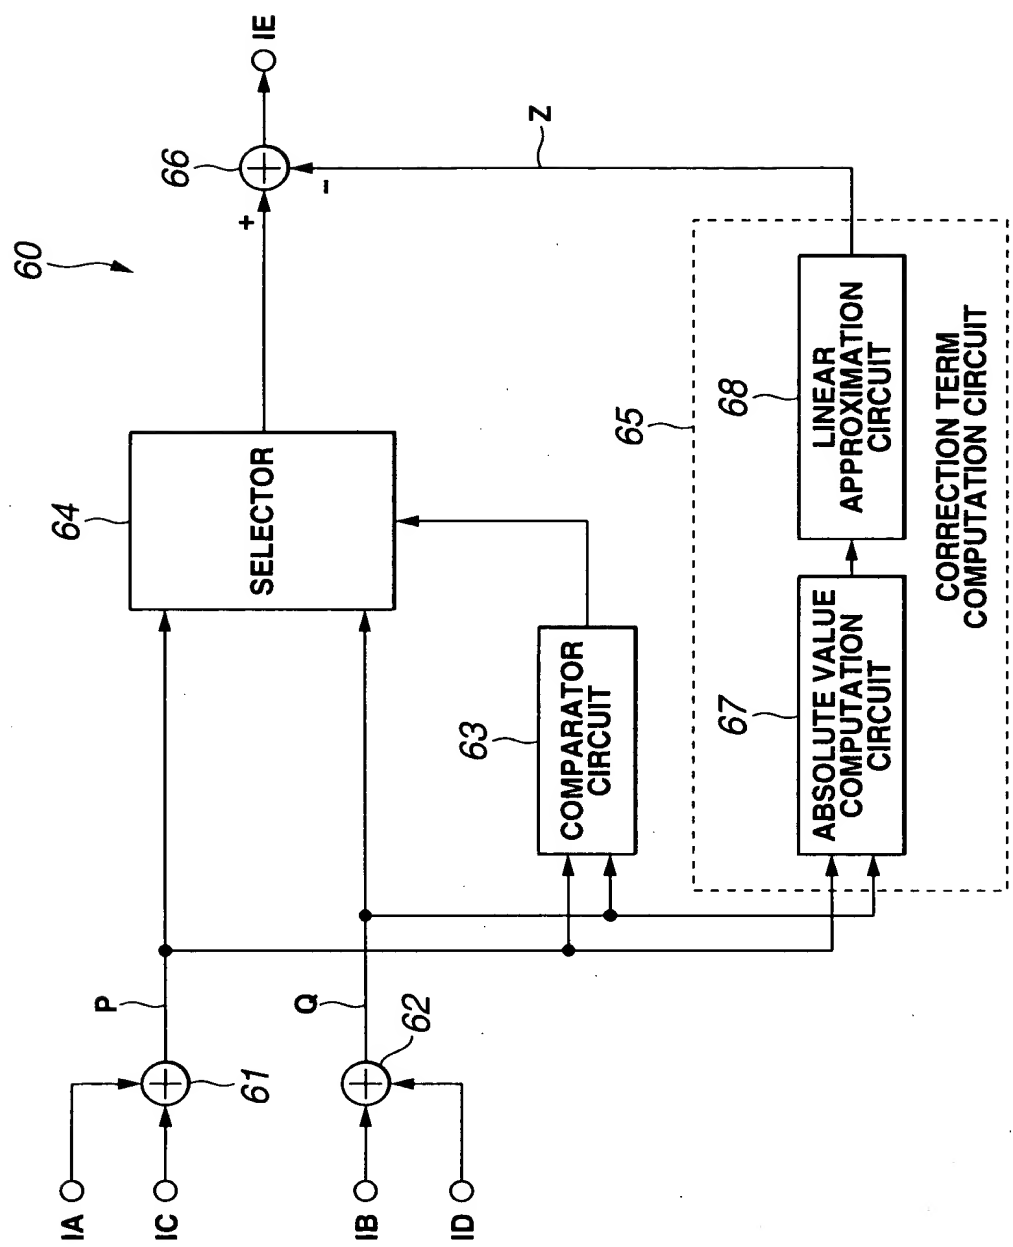 60
IA
IC
IB
ID
61
62
P
Q
64
SELECTOR
63
COMPARATOR
CIRCUIT
65
67
ABSOLUTE VALUE
COMPUTATION
CIRCUIT
68
LINEAR
APPROXIMATION
CIRCUIT
CORRECTION TERM
COMPUTATION CIRCUIT
66
+
-
Z
IE